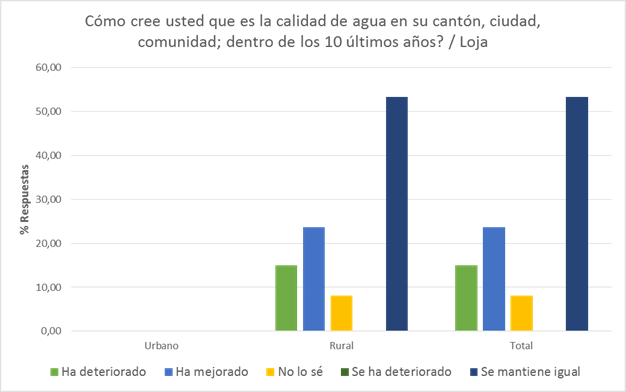 Cómo cree usted que es la calidad de agua en su cantón, ciudad,
comunidad; dentro de los 10 últimos años? / Loja
60,00
50,00
40,00
30,00
20,00
10,00
0,00
% Respuestas
Urbano
Rural
Total
Ha deteriorado
Ha mejorado
No lo sé
Se ha deteriorado
Se mantiene igual